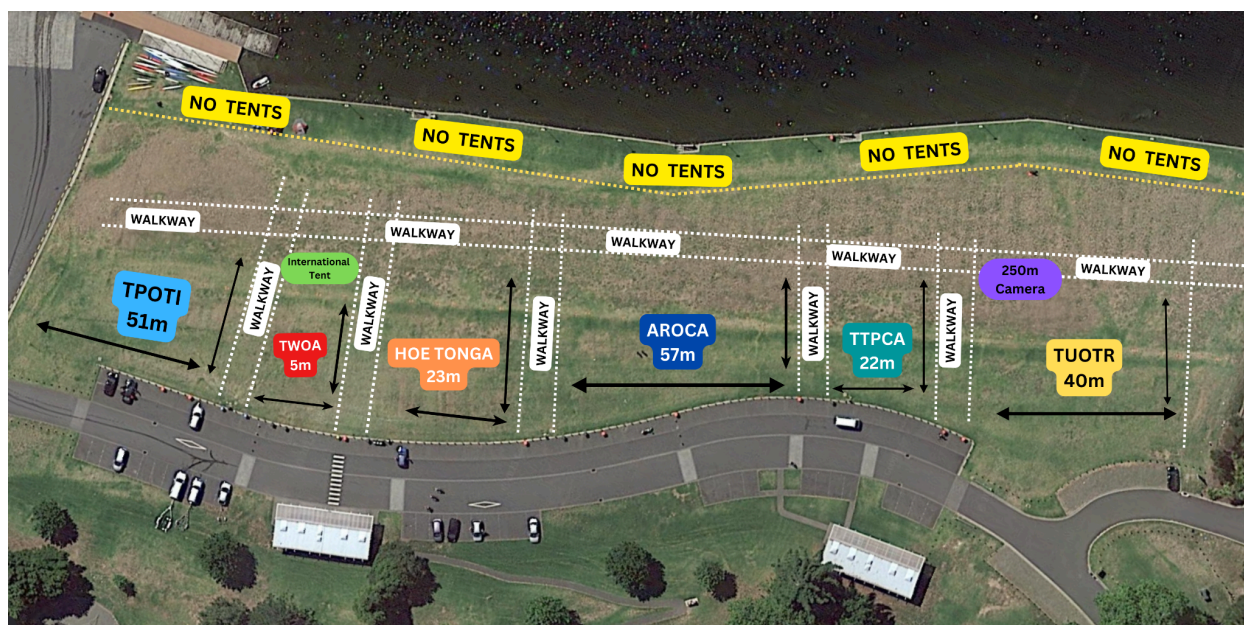 NO TENTS
NO TENTS
NO TENTS
NO TENTS
NO TENTS
WALKWAY
WALKWAY
WALKWAY
WALKWAY
WALKWAY
TPOTI
51m
WALKWAY
International
Tent
TWOA
5m
WALKWAY
HOE TONGA
23m
WALKWAY
AROCA
57m
WALKWAY
TTPCA
22m
WALKWAY
250m
Camera
TUOTR
40m